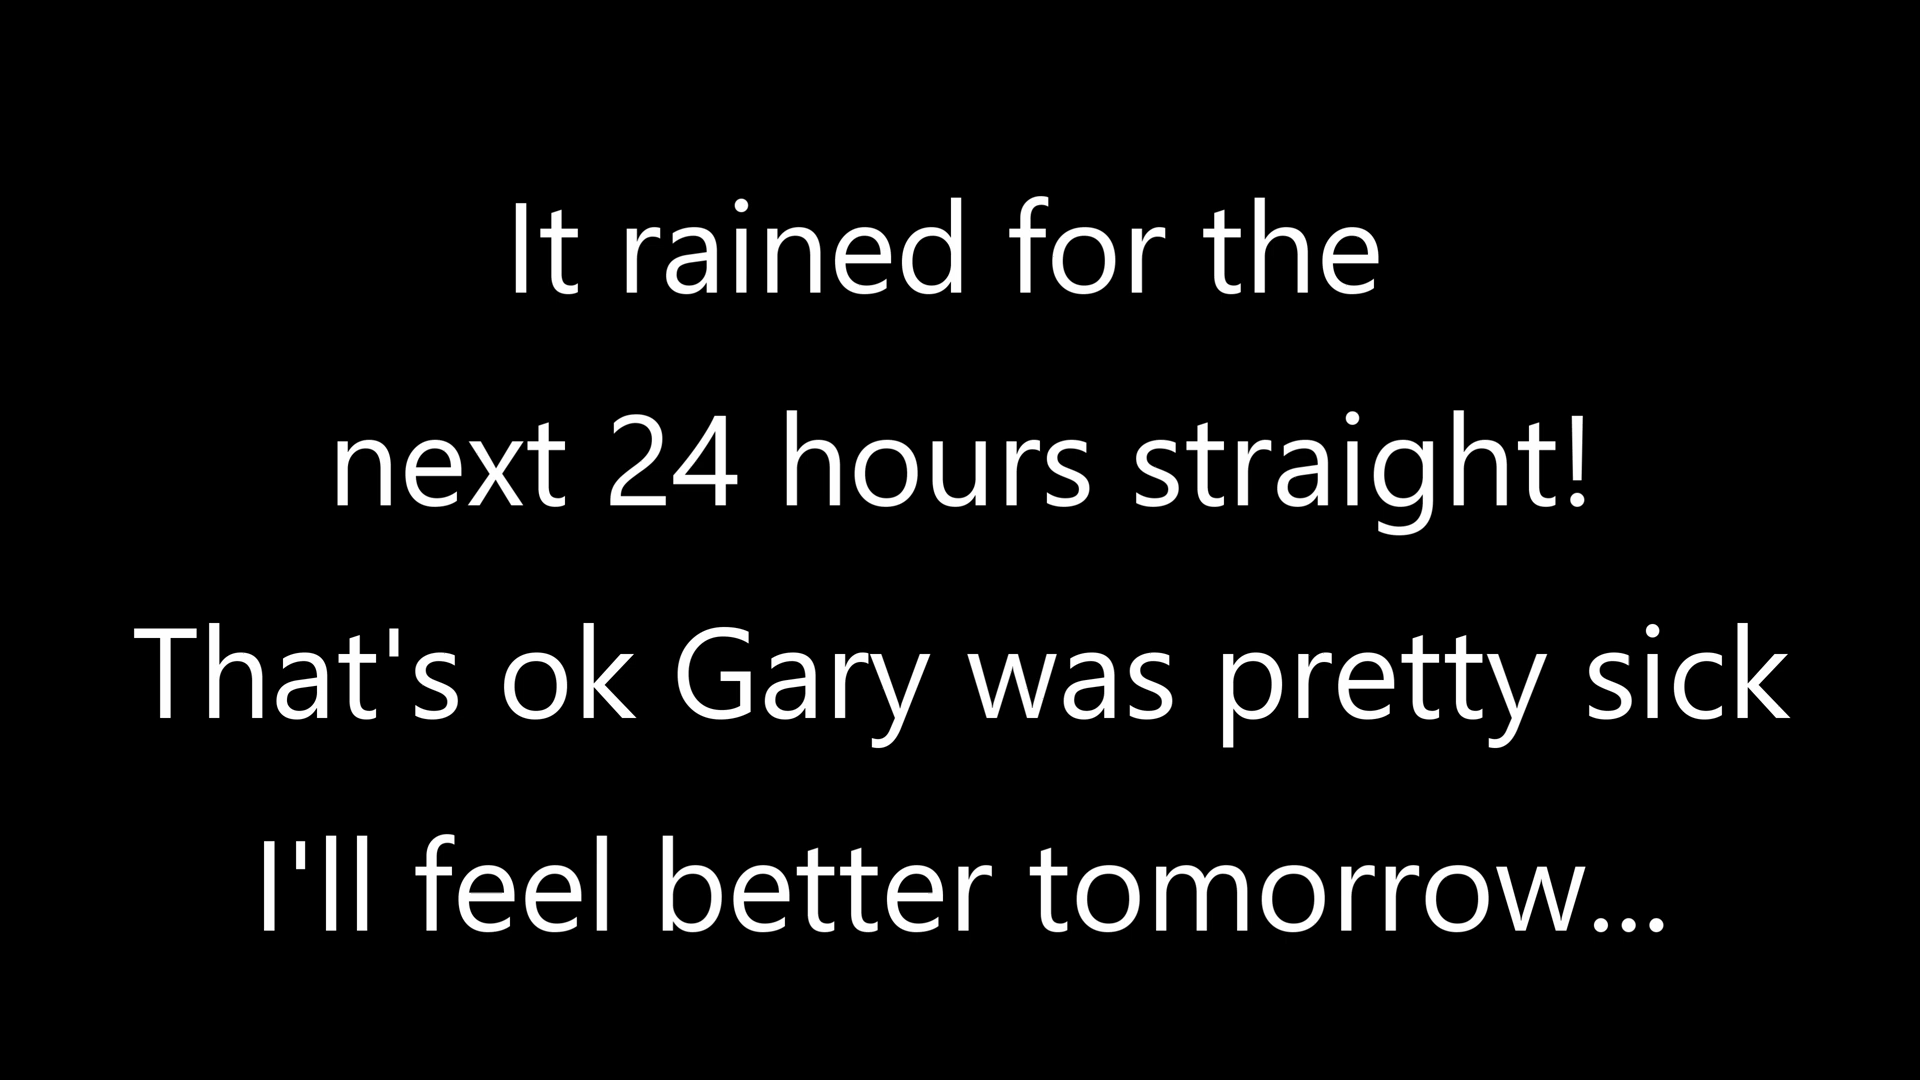 It rained for the
next 24 hours straight!
That's ok Gary was pretty sick
I'll feel better tomorrow...